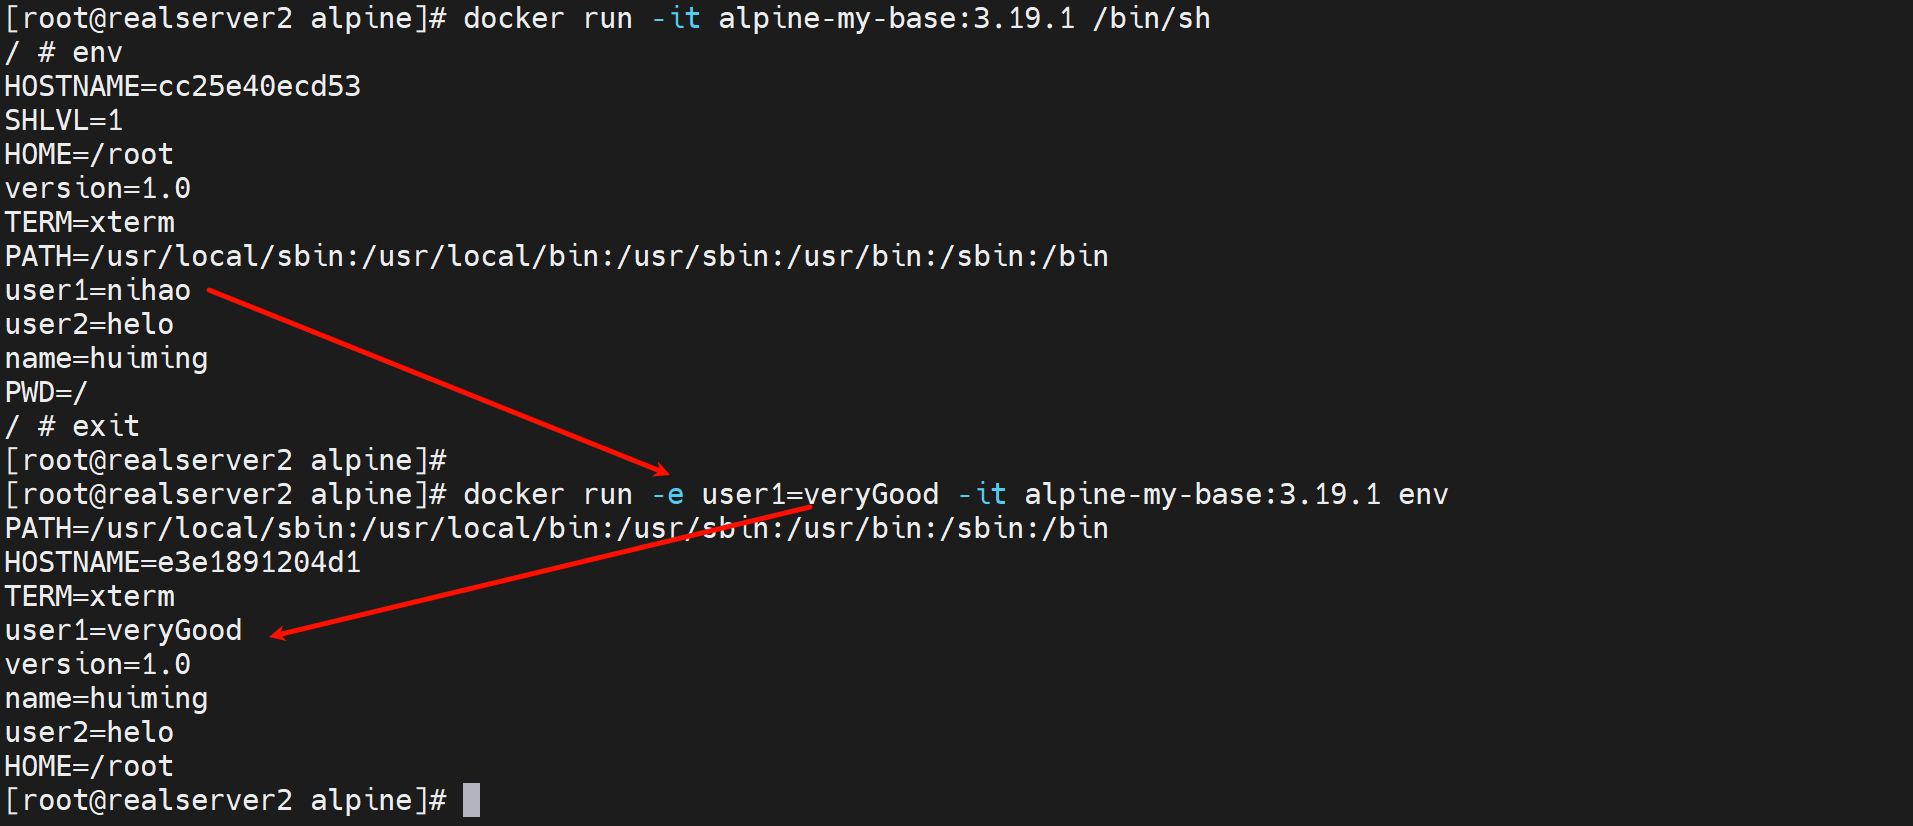 [root@realserver2 alpine]# docker run -it alpine-my-base:3.19.1 /bin/sh
/ # env
HOSTNAME=cc25e40ecd53
SHLVL=1
HOME=/root
version=1.0
TERM=xterm
PATH=/usr/local/sbin:/usr/local/bin:/usr/sbin:/usr/bin:/sbin:/bin
user1=nihao
user2=helo
name=huiming
PWD=/
/ # exit
[root@realserver2 alpine]#
[root@realserver2 alpine]# docker run -e user1=veryGood -it alpine-my-base:3.19.1 env
PATH=/usr/local/sbin:/usr/local/bin:/usr/sbin:/usr/bin:/sbin:/bin
HOSTNAME=e3e1891204d1
TERM=xterm
user1=veryGood
version=1.0
name=huiming
user2=helo
HOME=/root
[root@realserver2 alpine]#